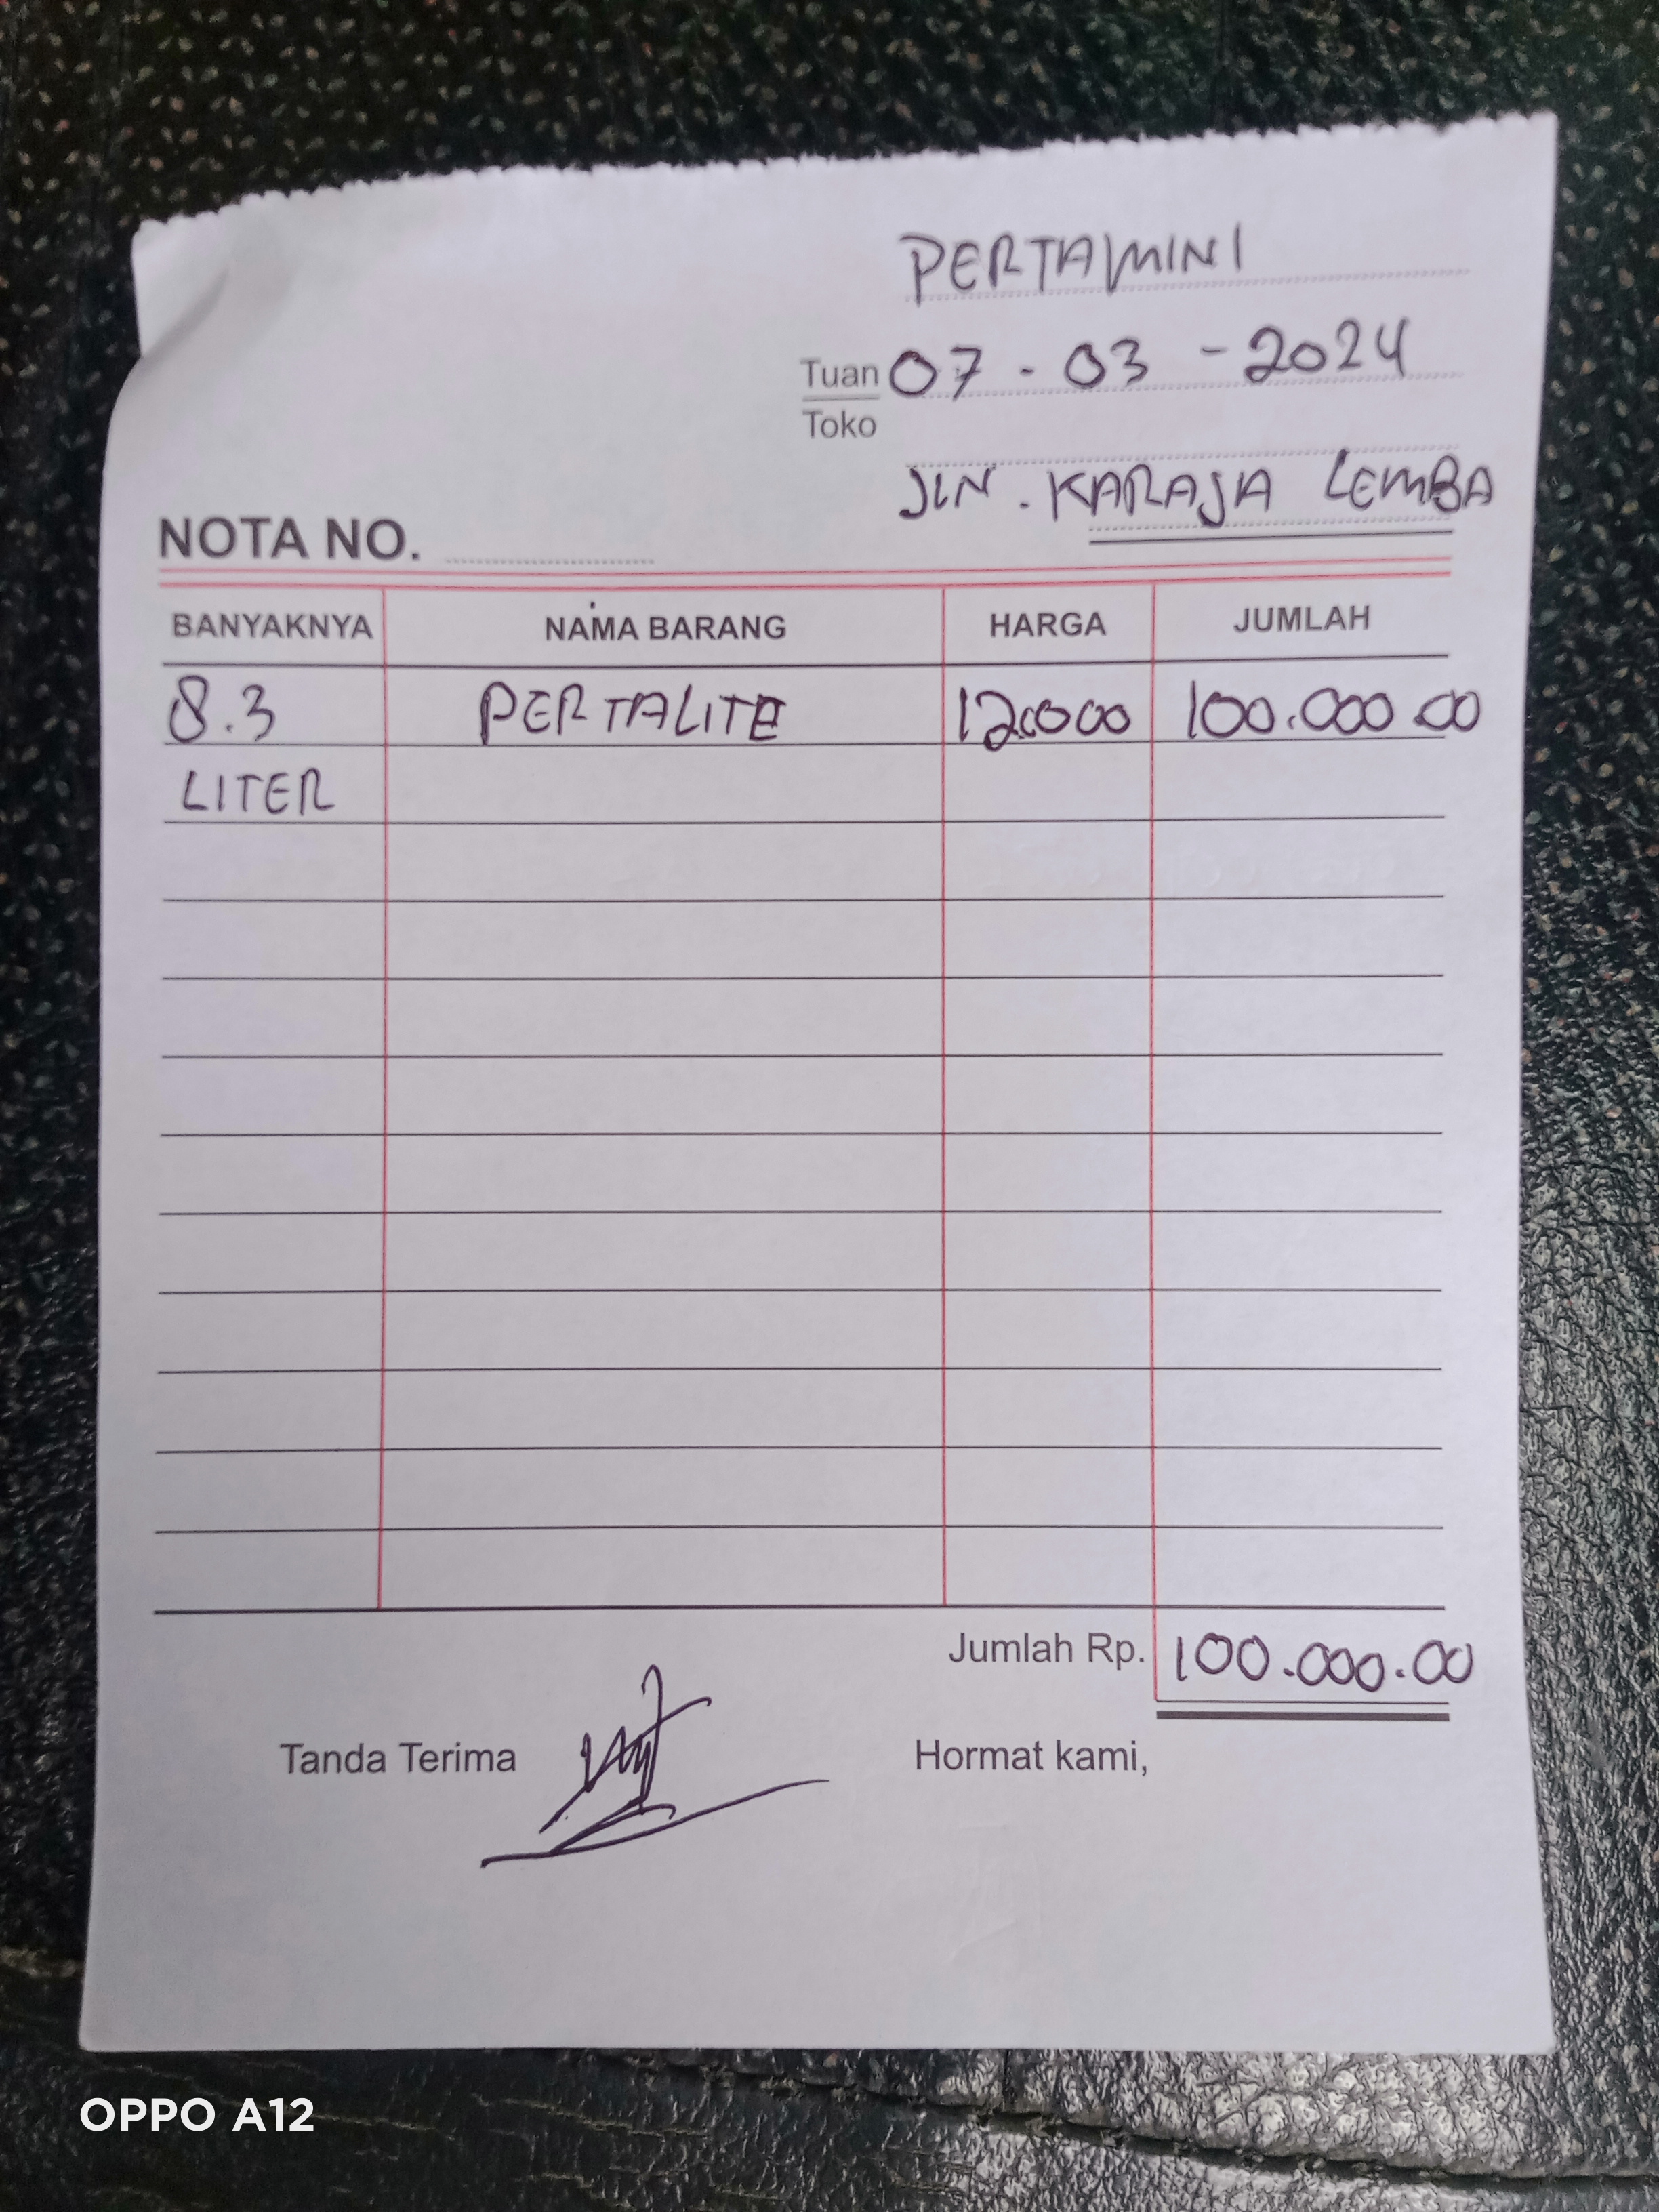 PERTAMINI
Tuan 07 - 03 - 2024
Toko
JLN. KARAJA LEMBA
NOTA NO.
BANYAKNYA NAMA BARANG HARGA JUMLAH
8.3 PERTALITE 12.000 100.000.00
LITER
Jumlah Rp. 100.000.00
Tanda Terima Hormat kami,
OPPO A12